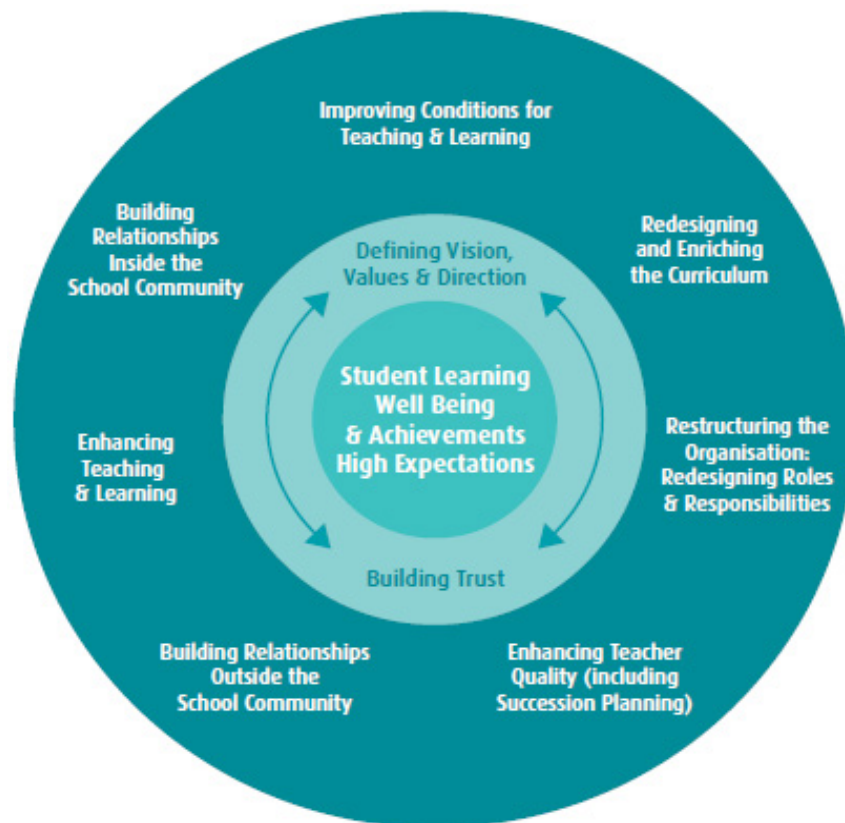 Improving Conditions for
Teaching & Learning
Building
Relationships
Inside the
School Community
Redesigning
and Enriching
the Curriculum
Defining Vision,
Values & Direction
Student Learning
Well Being
& Achievements
High Expectations
Enhancing
Teaching
& Learning
Restructuring the
Organisation:
Redesigning Roles
& Responsibilities
Building Trust
Building Relationships
Outside the
School Community
Enhancing Teacher
Quality (including
Succession Planning)